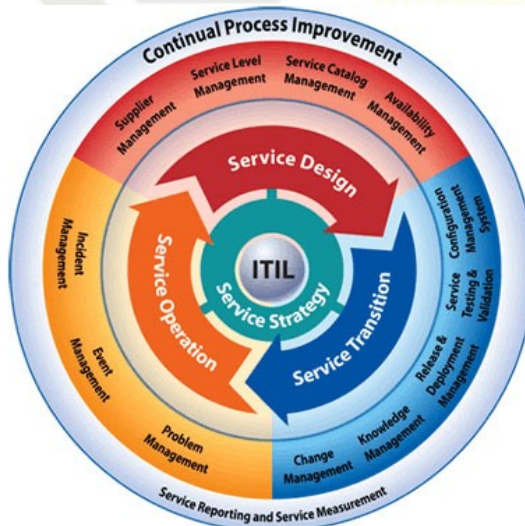 Continual Process Improvement
Supplier
Management
Service Level
Management
Service Catalog
Management
Availability
Management
Configuration
Management
System
Service
Testing &
Validation
Release &
Deployment
Management
Knowledge
Management
Change
Management
Problem
Management
Event
Management
Incident
Management
Service Design
Service Transition
Service Operation
ITIL
Service Strategy
Service Reporting and Service Measurement